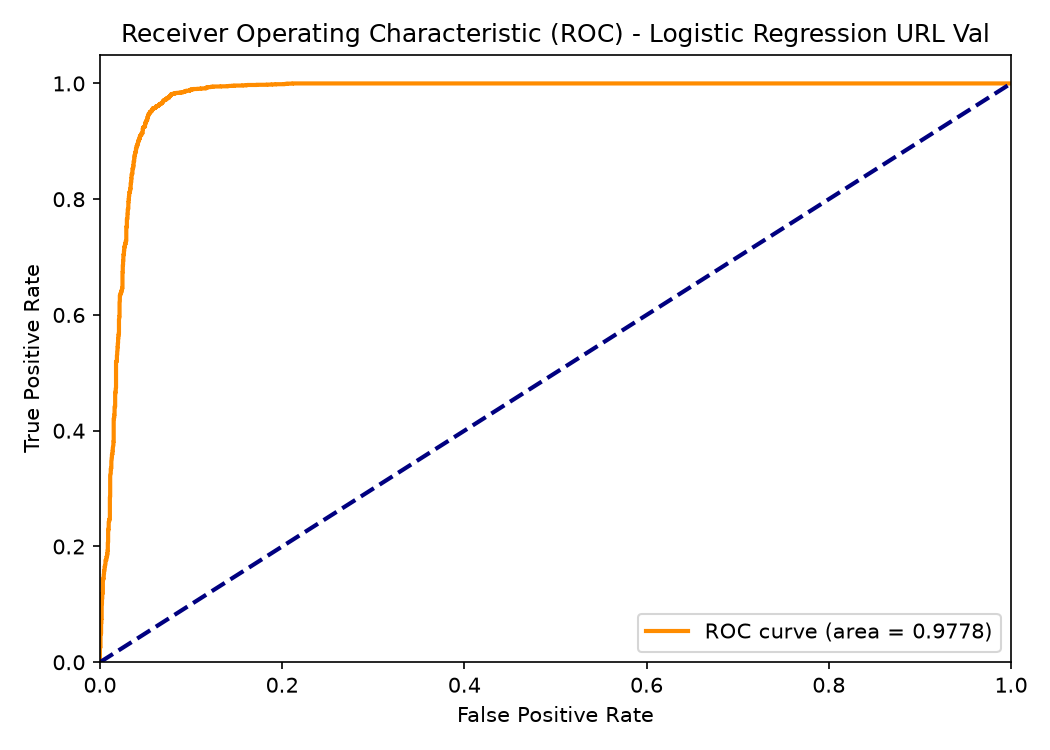 Receiver Operating Characteristic (ROC) - Logistic Regression URL Val
True Positive Rate
1.0
0.8
0.6
0.4
0.2
0.0
ROC curve (area = 0.9778)
0.0 0.2 0.4 0.6 0.8 1.0
False Positive Rate